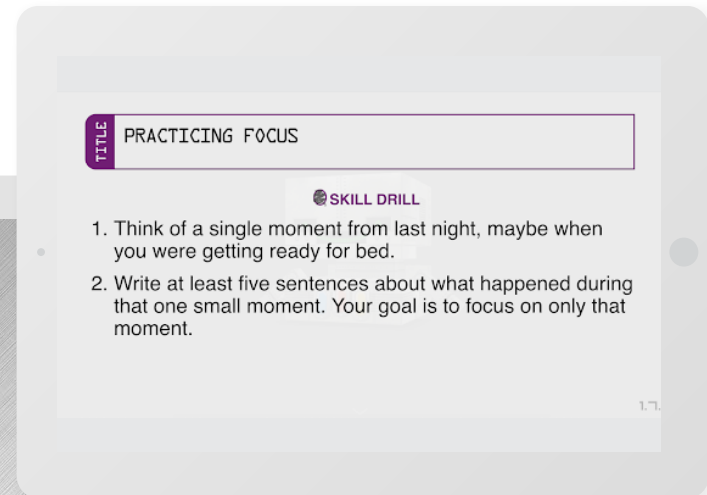 TITLE
PRACTICING FOCUS
SKILL DRILL
1. Think of a single moment from last night, maybe when
you were getting ready for bed.
2. Write at least five sentences about what happened during
that one small moment. Your goal is to focus on only that
moment.
1.7.